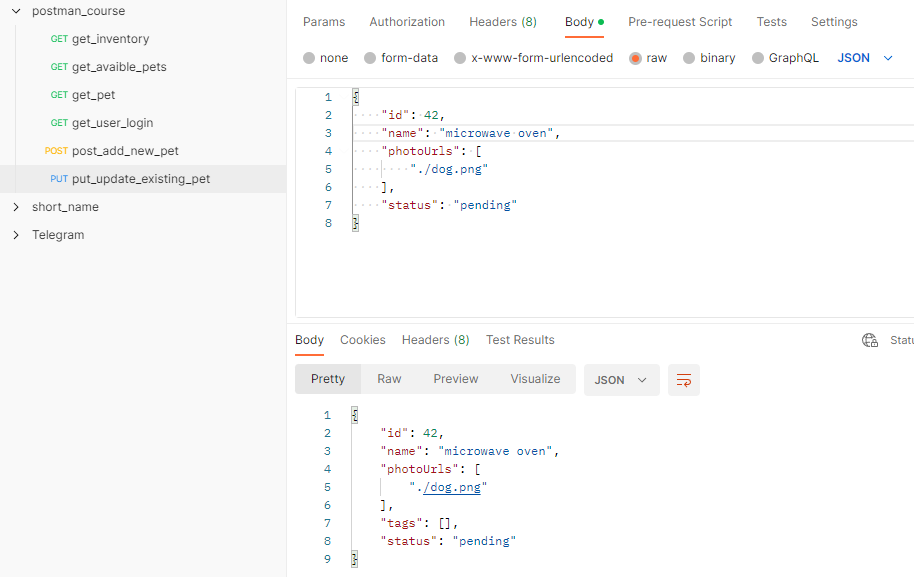 postman_course
GET get_inventory
GET get_avaible_pets
GET get_pet
GET get_user_login
POST post_add_new_pet
PUT put_update_existing_pet
short_name
Telegram
Params Authorization Headers (8) Body Pre-request Script Tests Settings
none form-data x-www-form-urlencoded raw binary GraphQL JSON
1 {
2 "id": 42,
3 "name": "microwave oven",
4 "photoUrls": [
5 "./dog.png"
6 ],
7 "status": "pending"
8 }
Body Cookies Headers (8) Test Results
Pretty Raw Preview Visualize JSON
1 {
2 "id": 42,
3 "name": "microwave oven",
4 "photoUrls": [
5 "./dog.png"
6 ],
7 "tags": [],
8 "status": "pending"
9 }